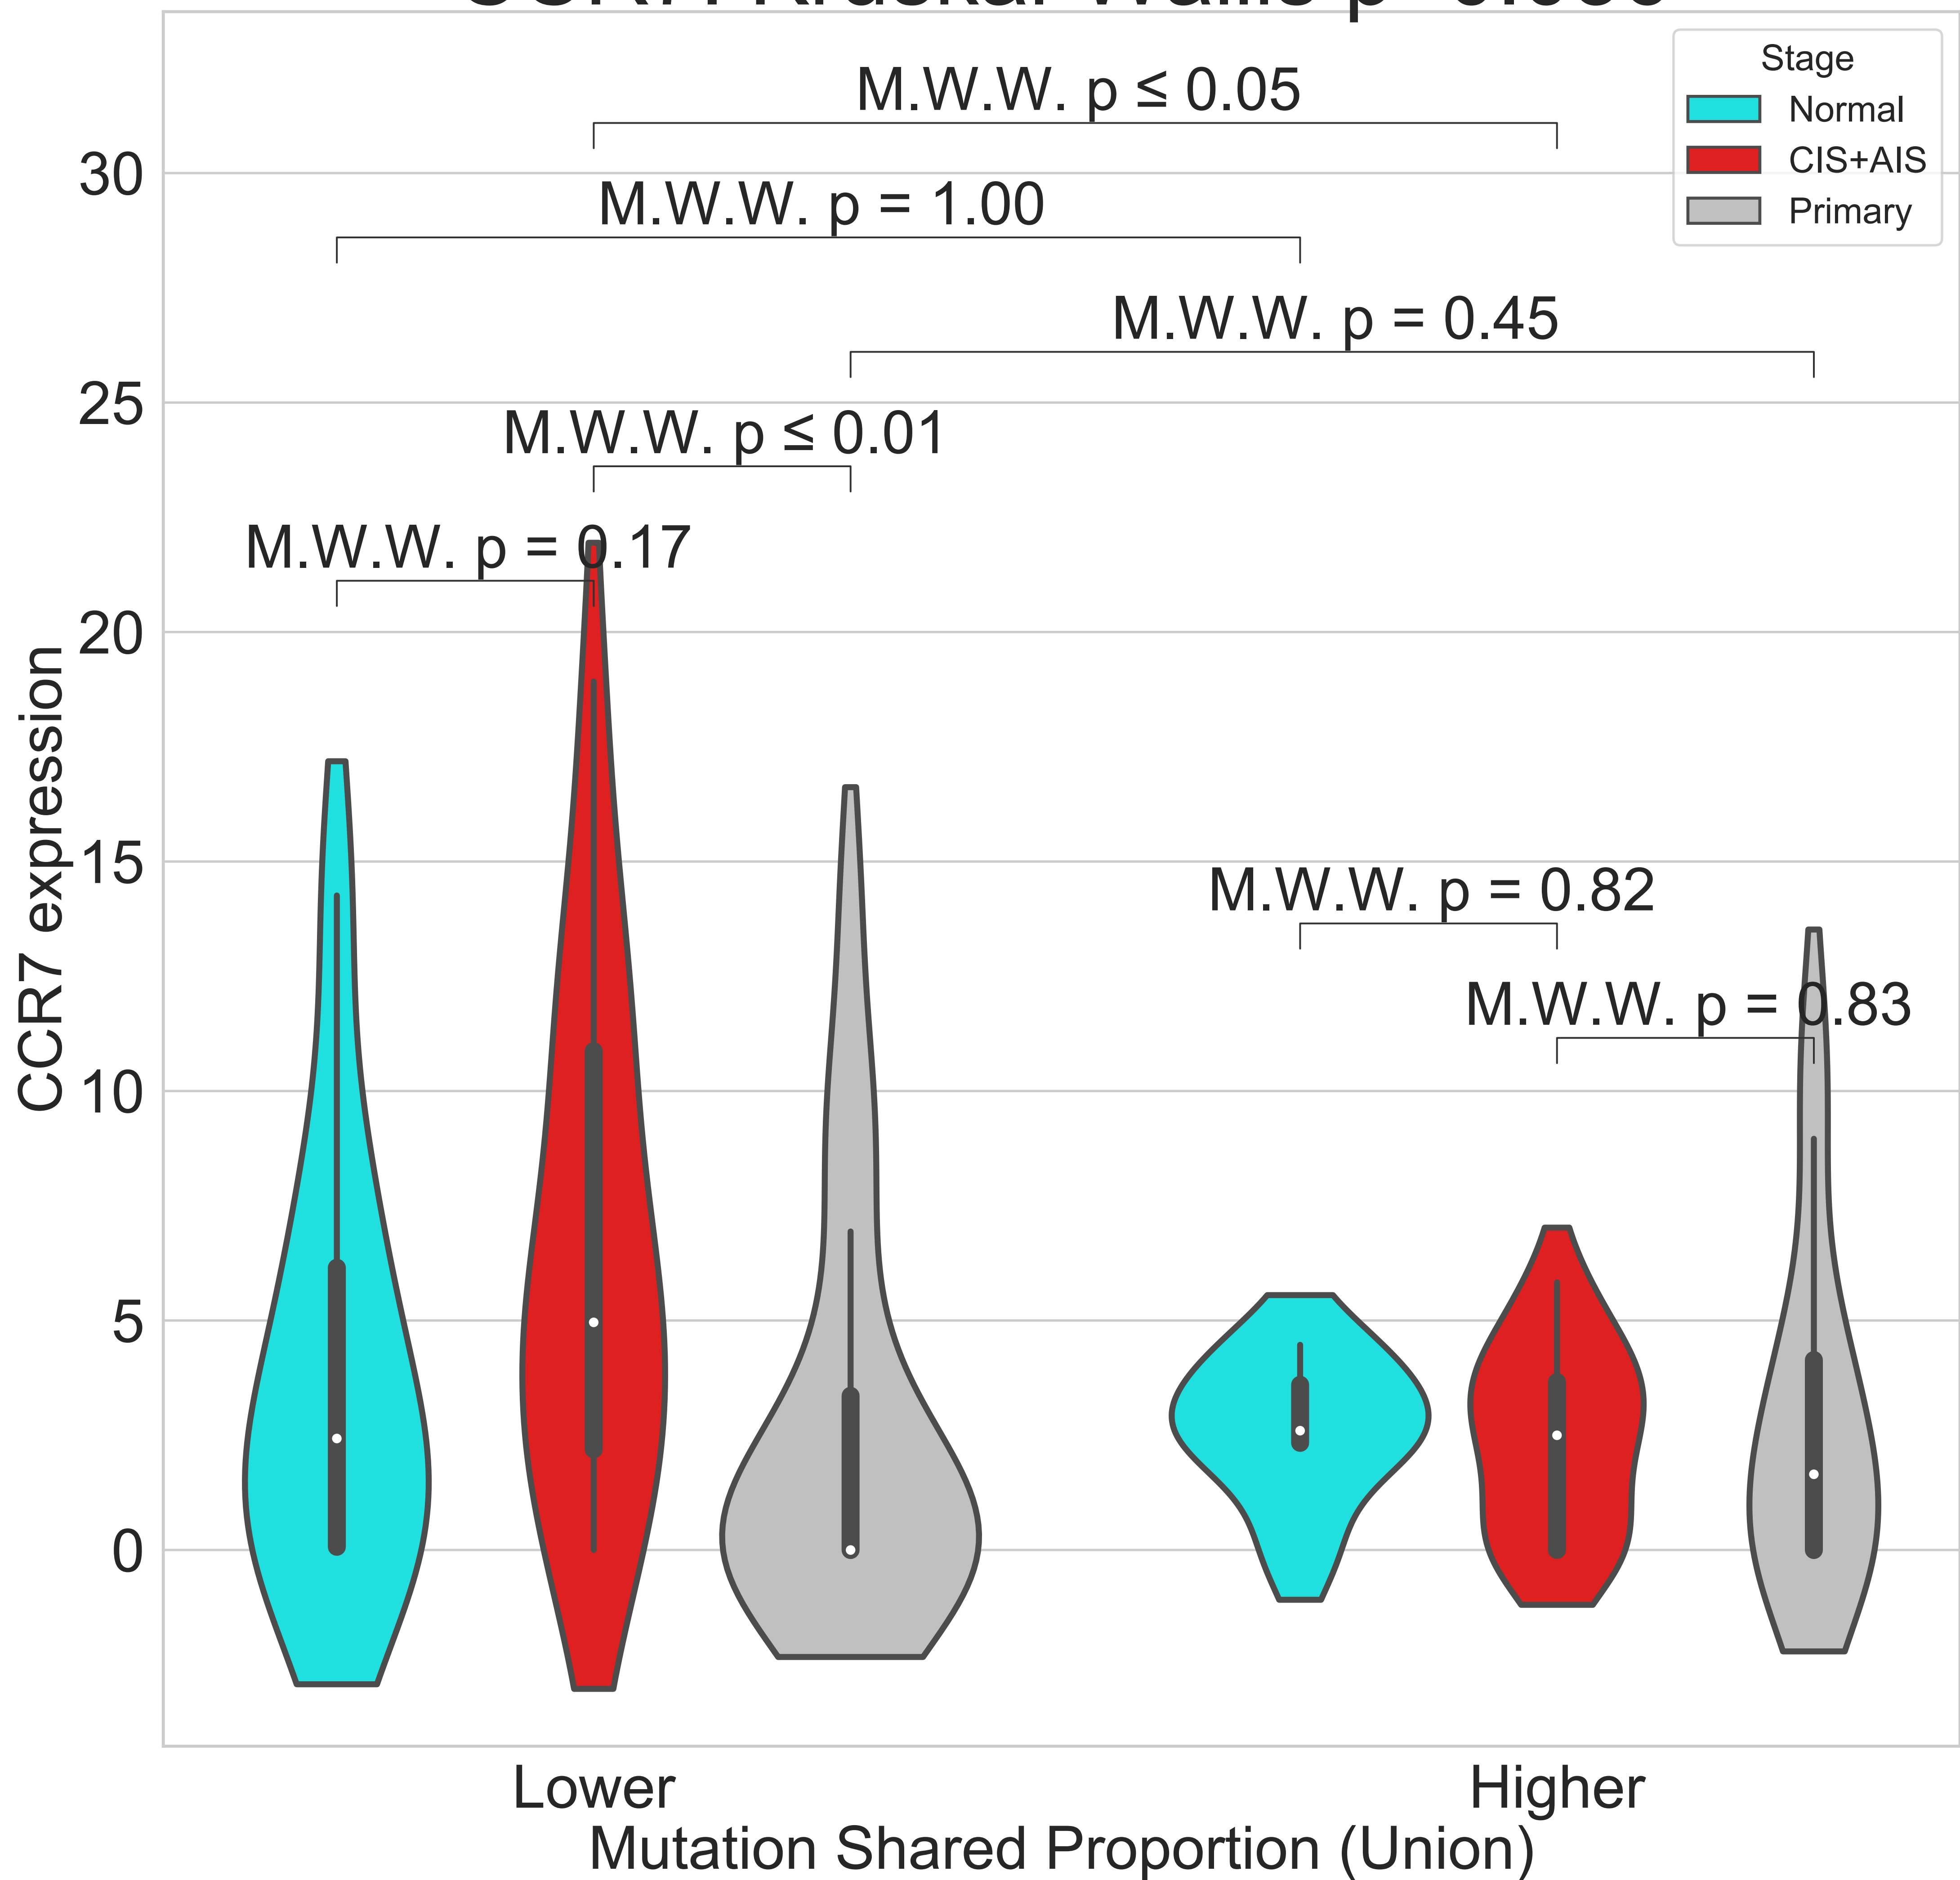 Stage
Normal
CIS+AIS
Primary
M.W.W. p ≤ 0.05
M.W.W. p = 1.00
M.W.W. p = 0.45
M.W.W. p ≤ 0.01
M.W.W. p = 0.17
M.W.W. p = 0.82
M.W.W. p = 0.83
CCR7 expression
30
25
20
15
10
5
0
Lower
Higher
Mutation Shared Proportion (Union)